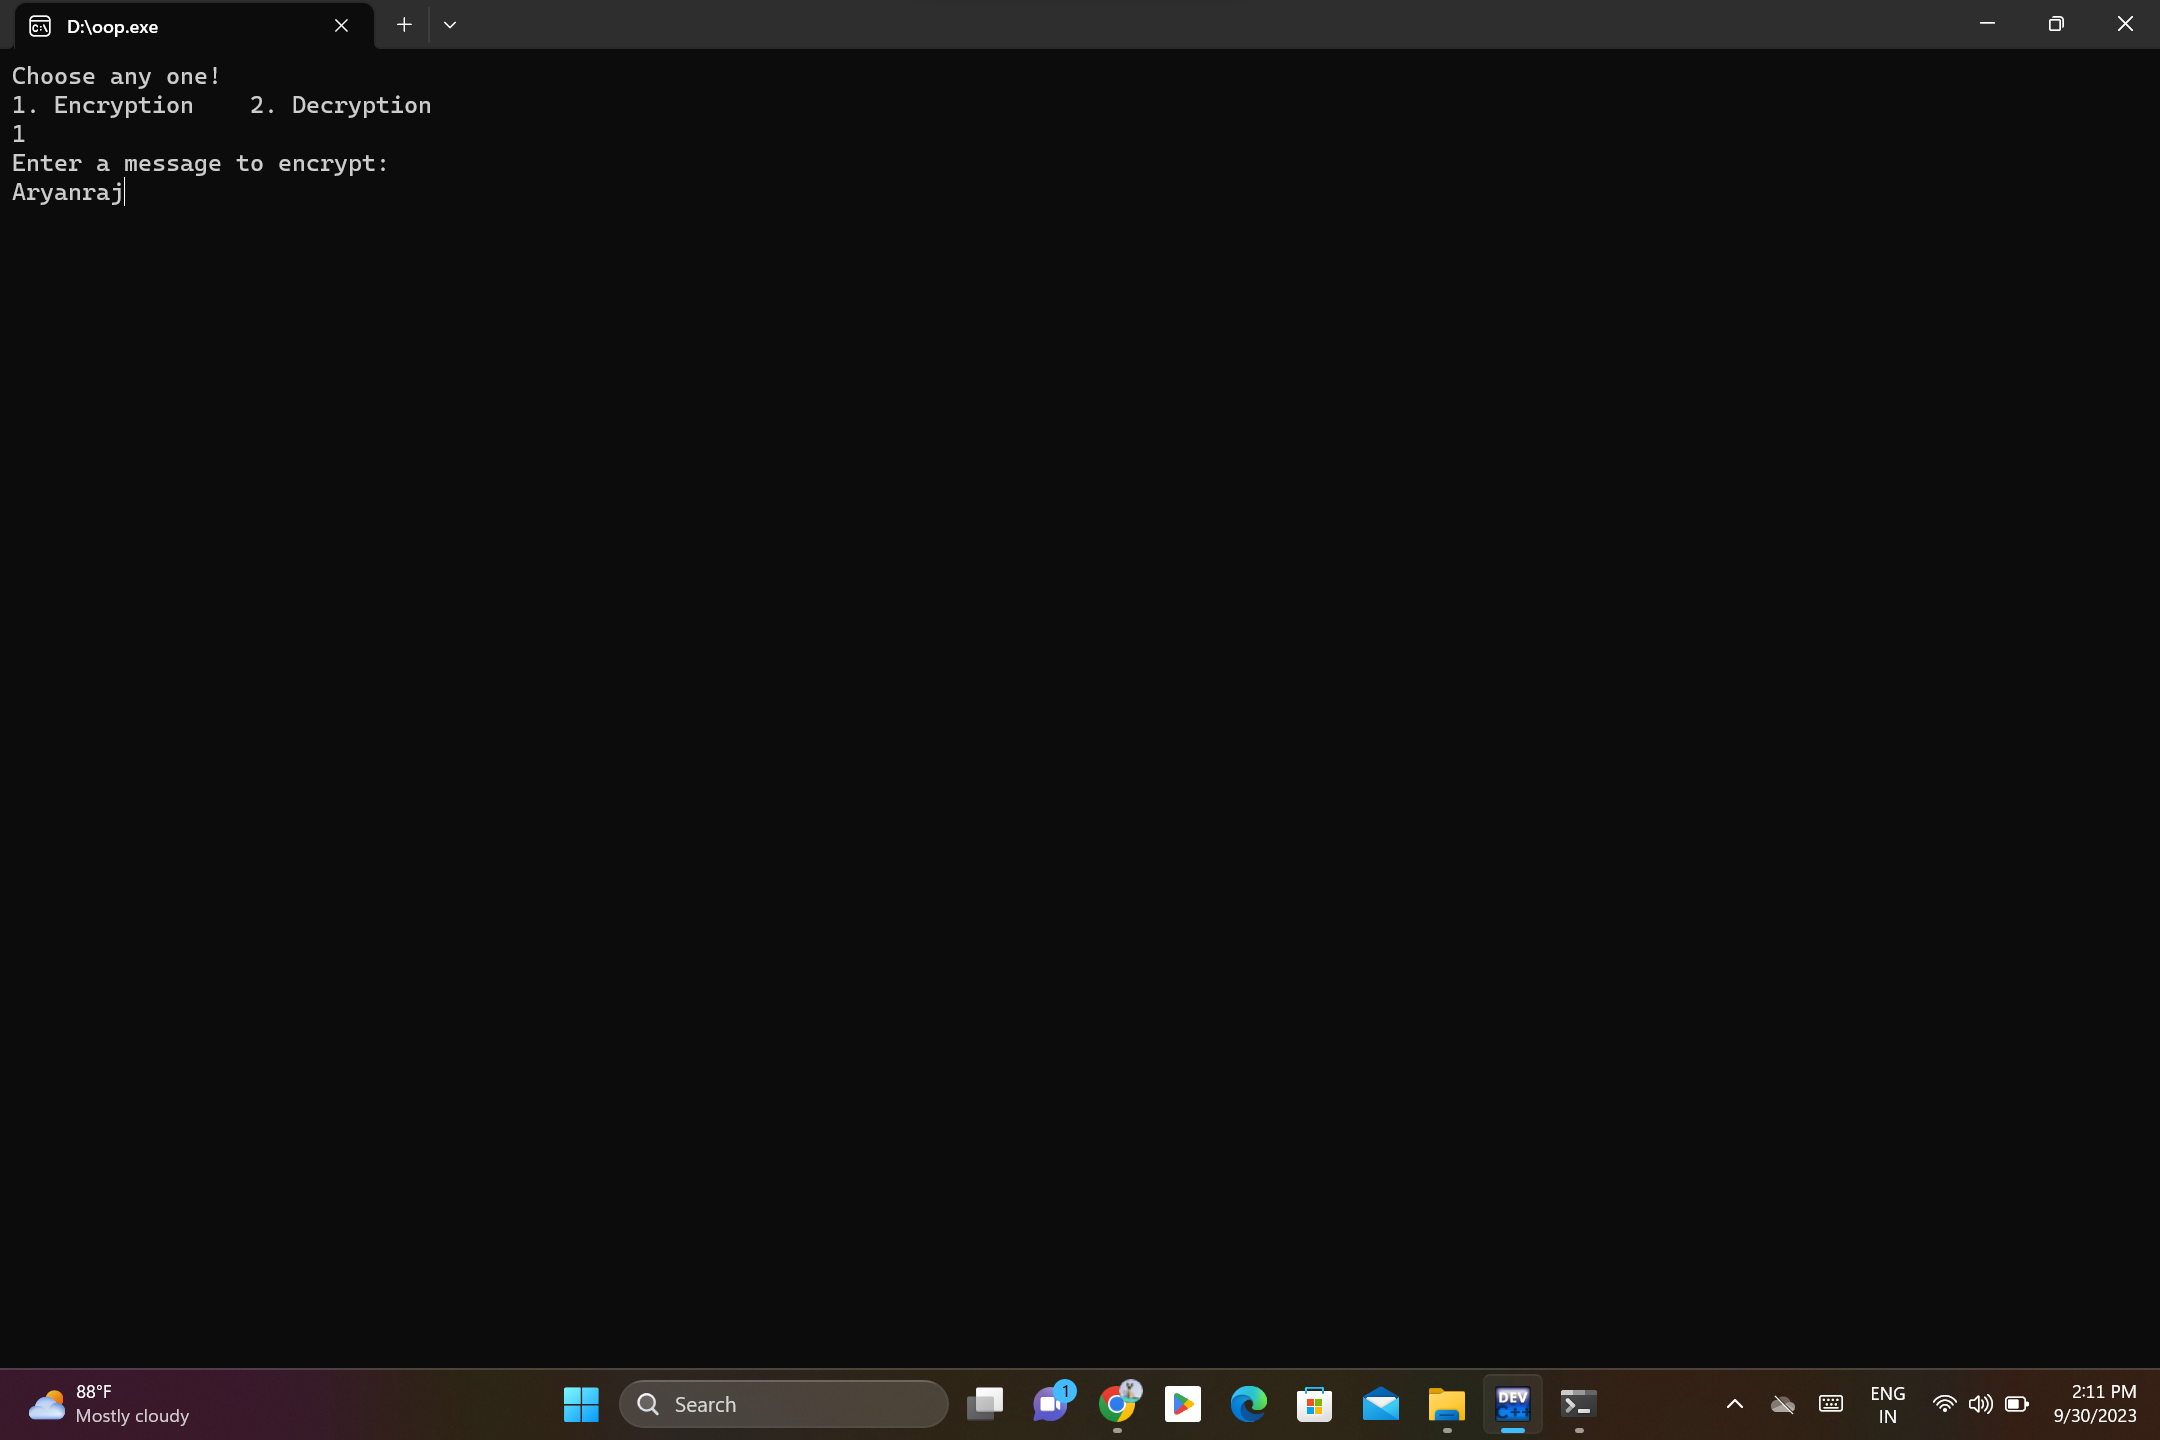 D:\oop.exe
Choose any one!
1. Encryption    2. Decryption
1
Enter a message to encrypt:
Aryanraj
88°F
Mostly cloudy
Search
1
DEV
C++
ENG
IN
2:11 PM
9/30/2023